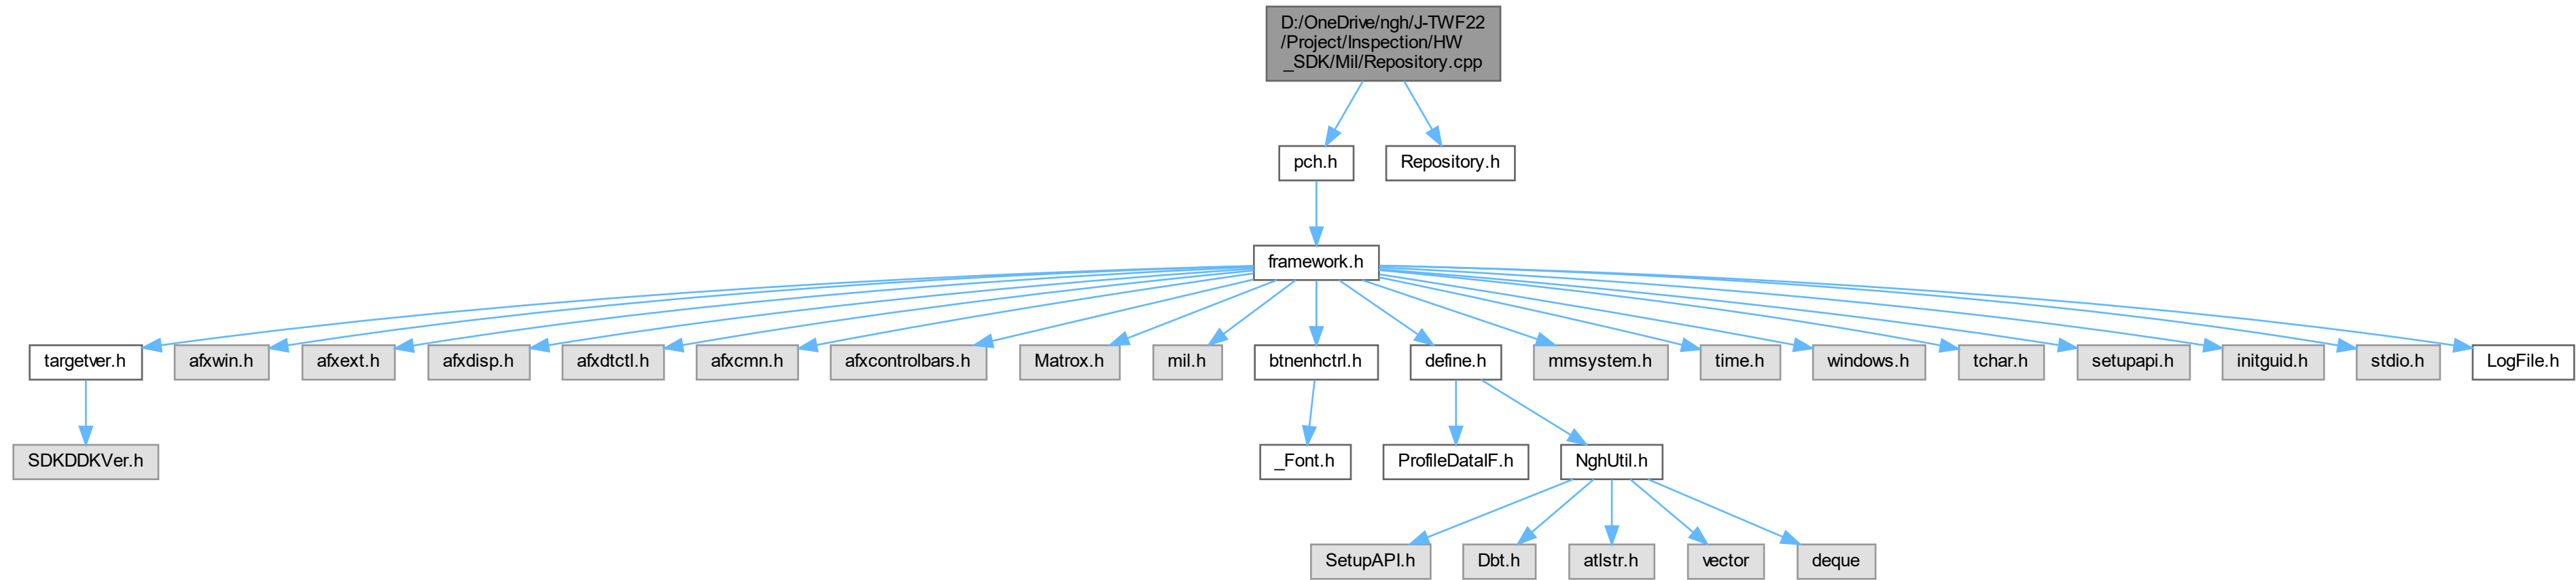 D:/OneDrive/ngh/J-TWF22
/Project/Inspection/HW
_SDK/Mil/Repository.cpp
pch.h
Repository.h
framework.h
targetver.h
afxwin.h
afxext.h
afxdisp.h
afxdtctl.h
afxcmn.h
afxcontrolbars.h
Matrox.h
mil.h
btnenhctrl.h
define.h
mmsystem.h
time.h
windows.h
tchar.h
setupapi.h
initguid.h
stdio.h
LogFile.h
SDKDDKVer.h
_Font.h
ProfileDataIF.h
NghUtil.h
SetupAPI.h
Dbt.h
atlstr.h
vector
deque